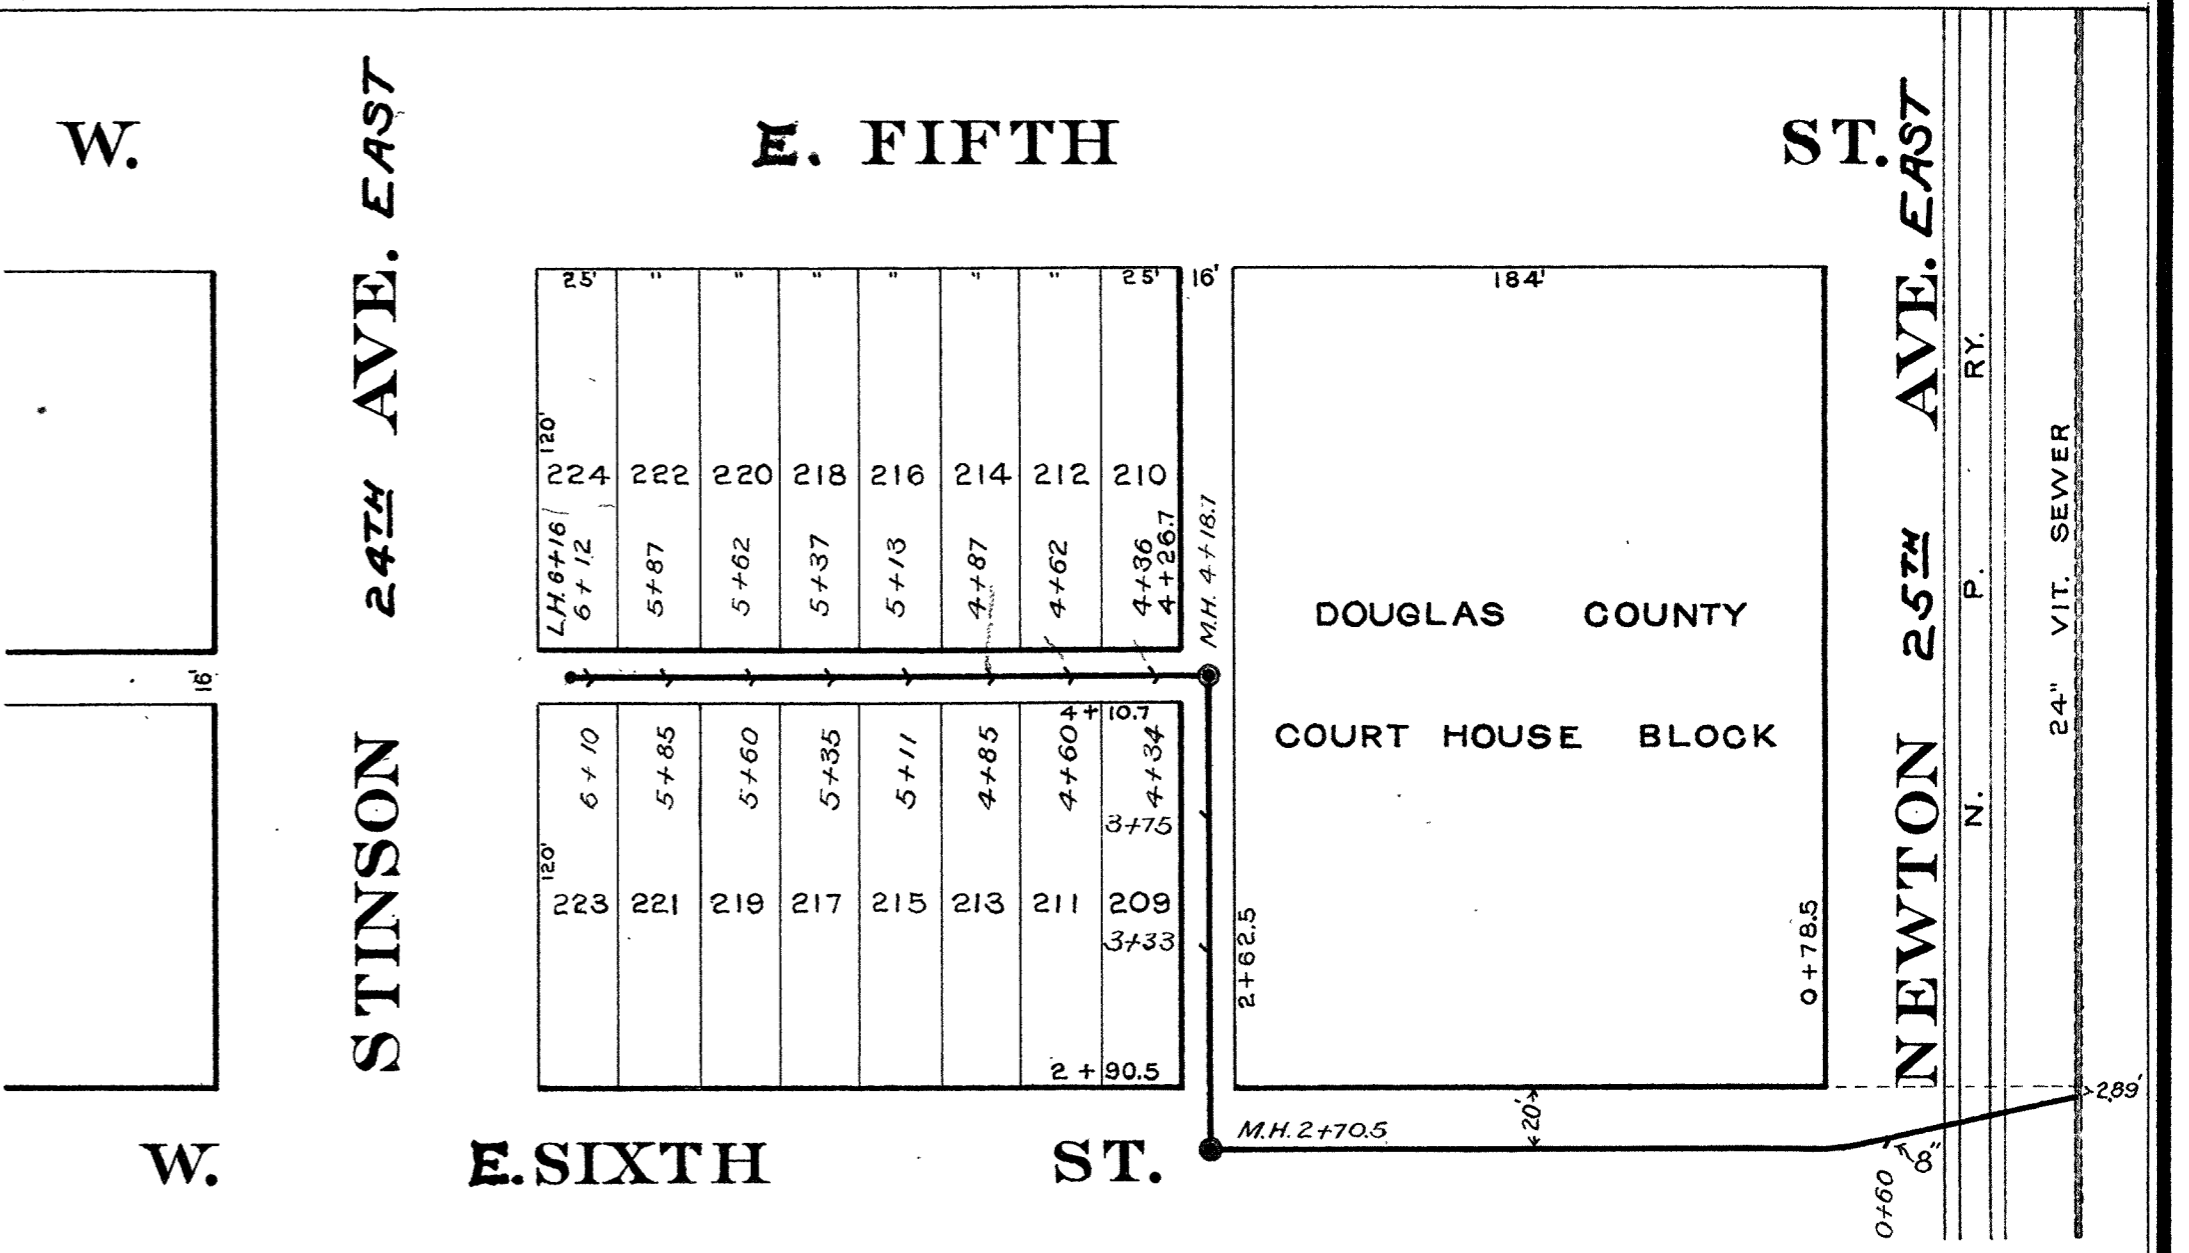 W.
E. FIFTH ST.
STINSON AVE.
24TH EAST
NEWTON AVE.
25TH EAST
25' " " " " " " 25'
16'
184'
120'
224 222 220 218 216 214 212 210
L.H. 6+16
6+12
5+87
5+62
5+37
5+13
4+87
4+62
4+36
4+26.7
M.H. 4+18.7
16'
DOUGLAS COUNTY
COURT HOUSE BLOCK
4+10.7
6+10
5+85
5+60
5+35
5+11
4+85
4+60
4+34
3+75
120'
223 221 219 217 215 213 211 209
3+33
2+90.5
2+62.5
0+78.5
N. P. RY.
24" VIT. SEWER
289'
20'
M.H. 2+70.5
8"
0+60
W.
E. SIXTH ST.